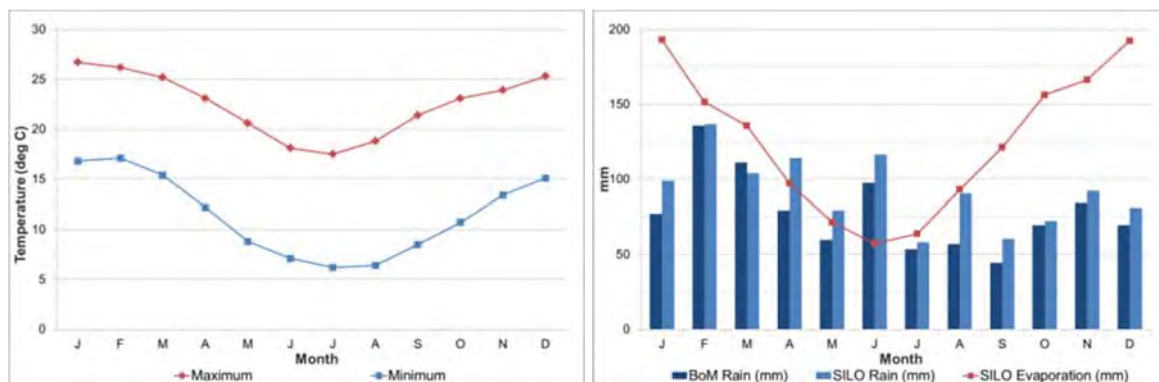 30
25
20
15
10
5
0
Temperature (deg C)
J F M A M J J A S O N D
Month
Maximum Minimum
200
150
100
50
0
mm
J F M A M J J A S O N D
Month
BoM Rain (mm) SILO Rain (mm) SILO Evaporation (mm)